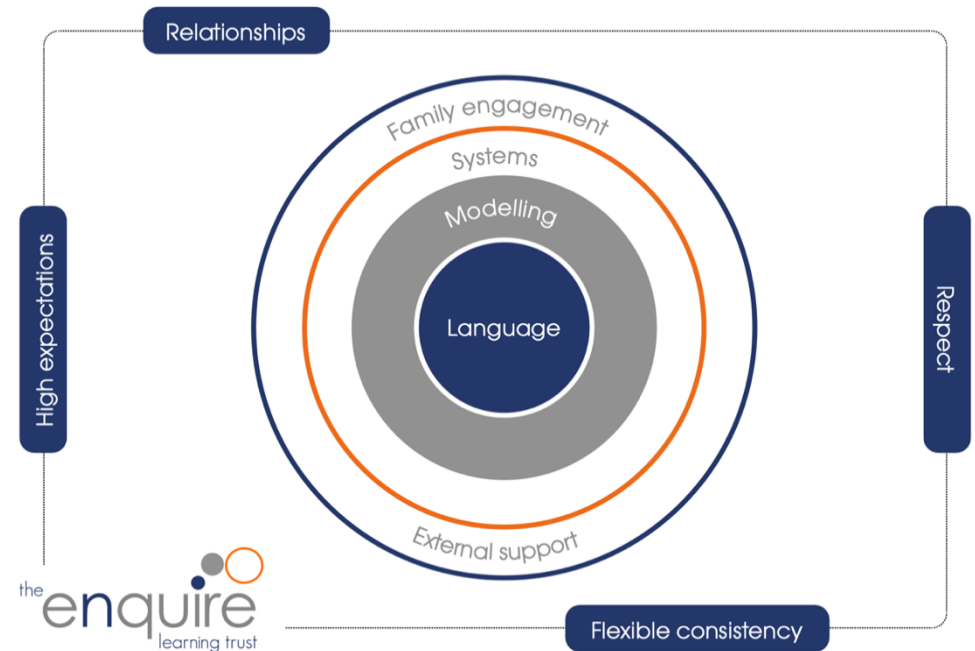 Relationships
Family engagement
Systems
Modelling
High expectations
Language
Respect
External support
the
enquire
learning trust
Flexible consistency